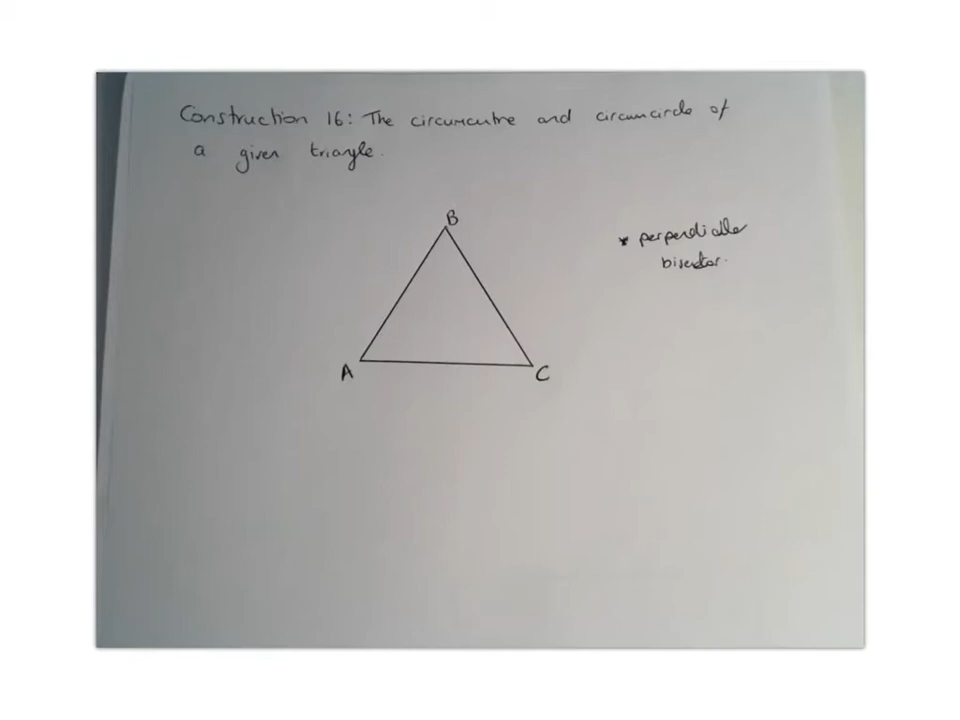 Construction 16: The circumcentre and circumcircle of
a given triangle.
B
* perpendicular
bisector.
A
C